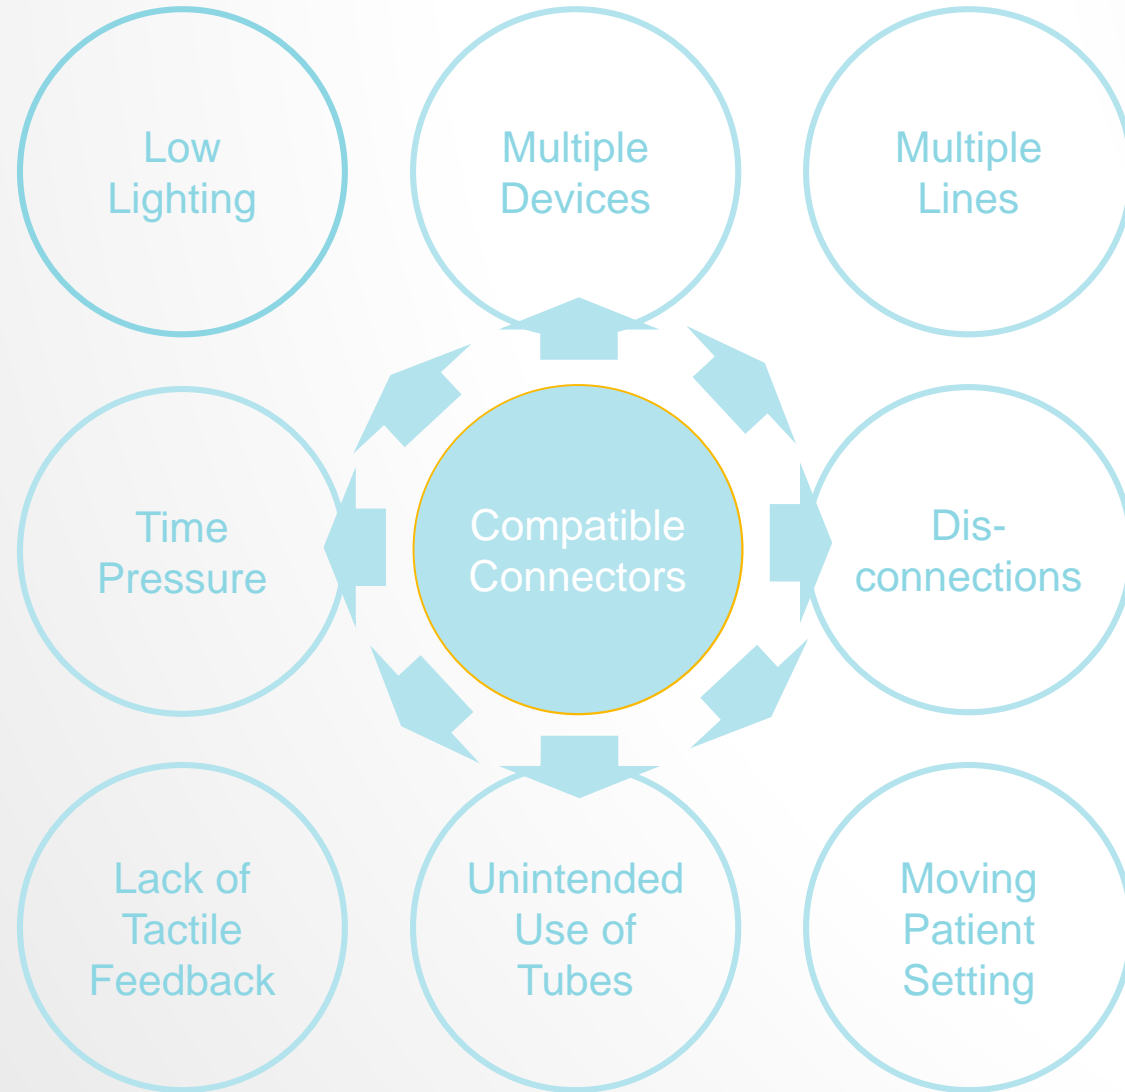 Low
Lighting
Multiple
Devices
Multiple
Lines
Time
Pressure
Compatible
Connectors
Dis-
connections
Lack of
Tactile
Feedback
Unintended
Use of
Tubes
Moving
Patient
Setting